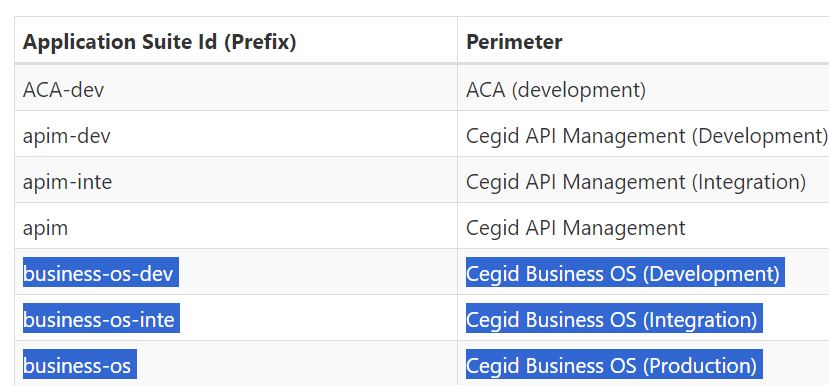 Application Suite Id (Prefix) Perimeter
ACA-dev ACA (development)
apim-dev Cegid API Management (Development)
apim-inte Cegid API Management (Integration)
apim Cegid API Management
business-os-dev Cegid Business OS (Development)
business-os-inte Cegid Business OS (Integration)
business-os Cegid Business OS (Production)